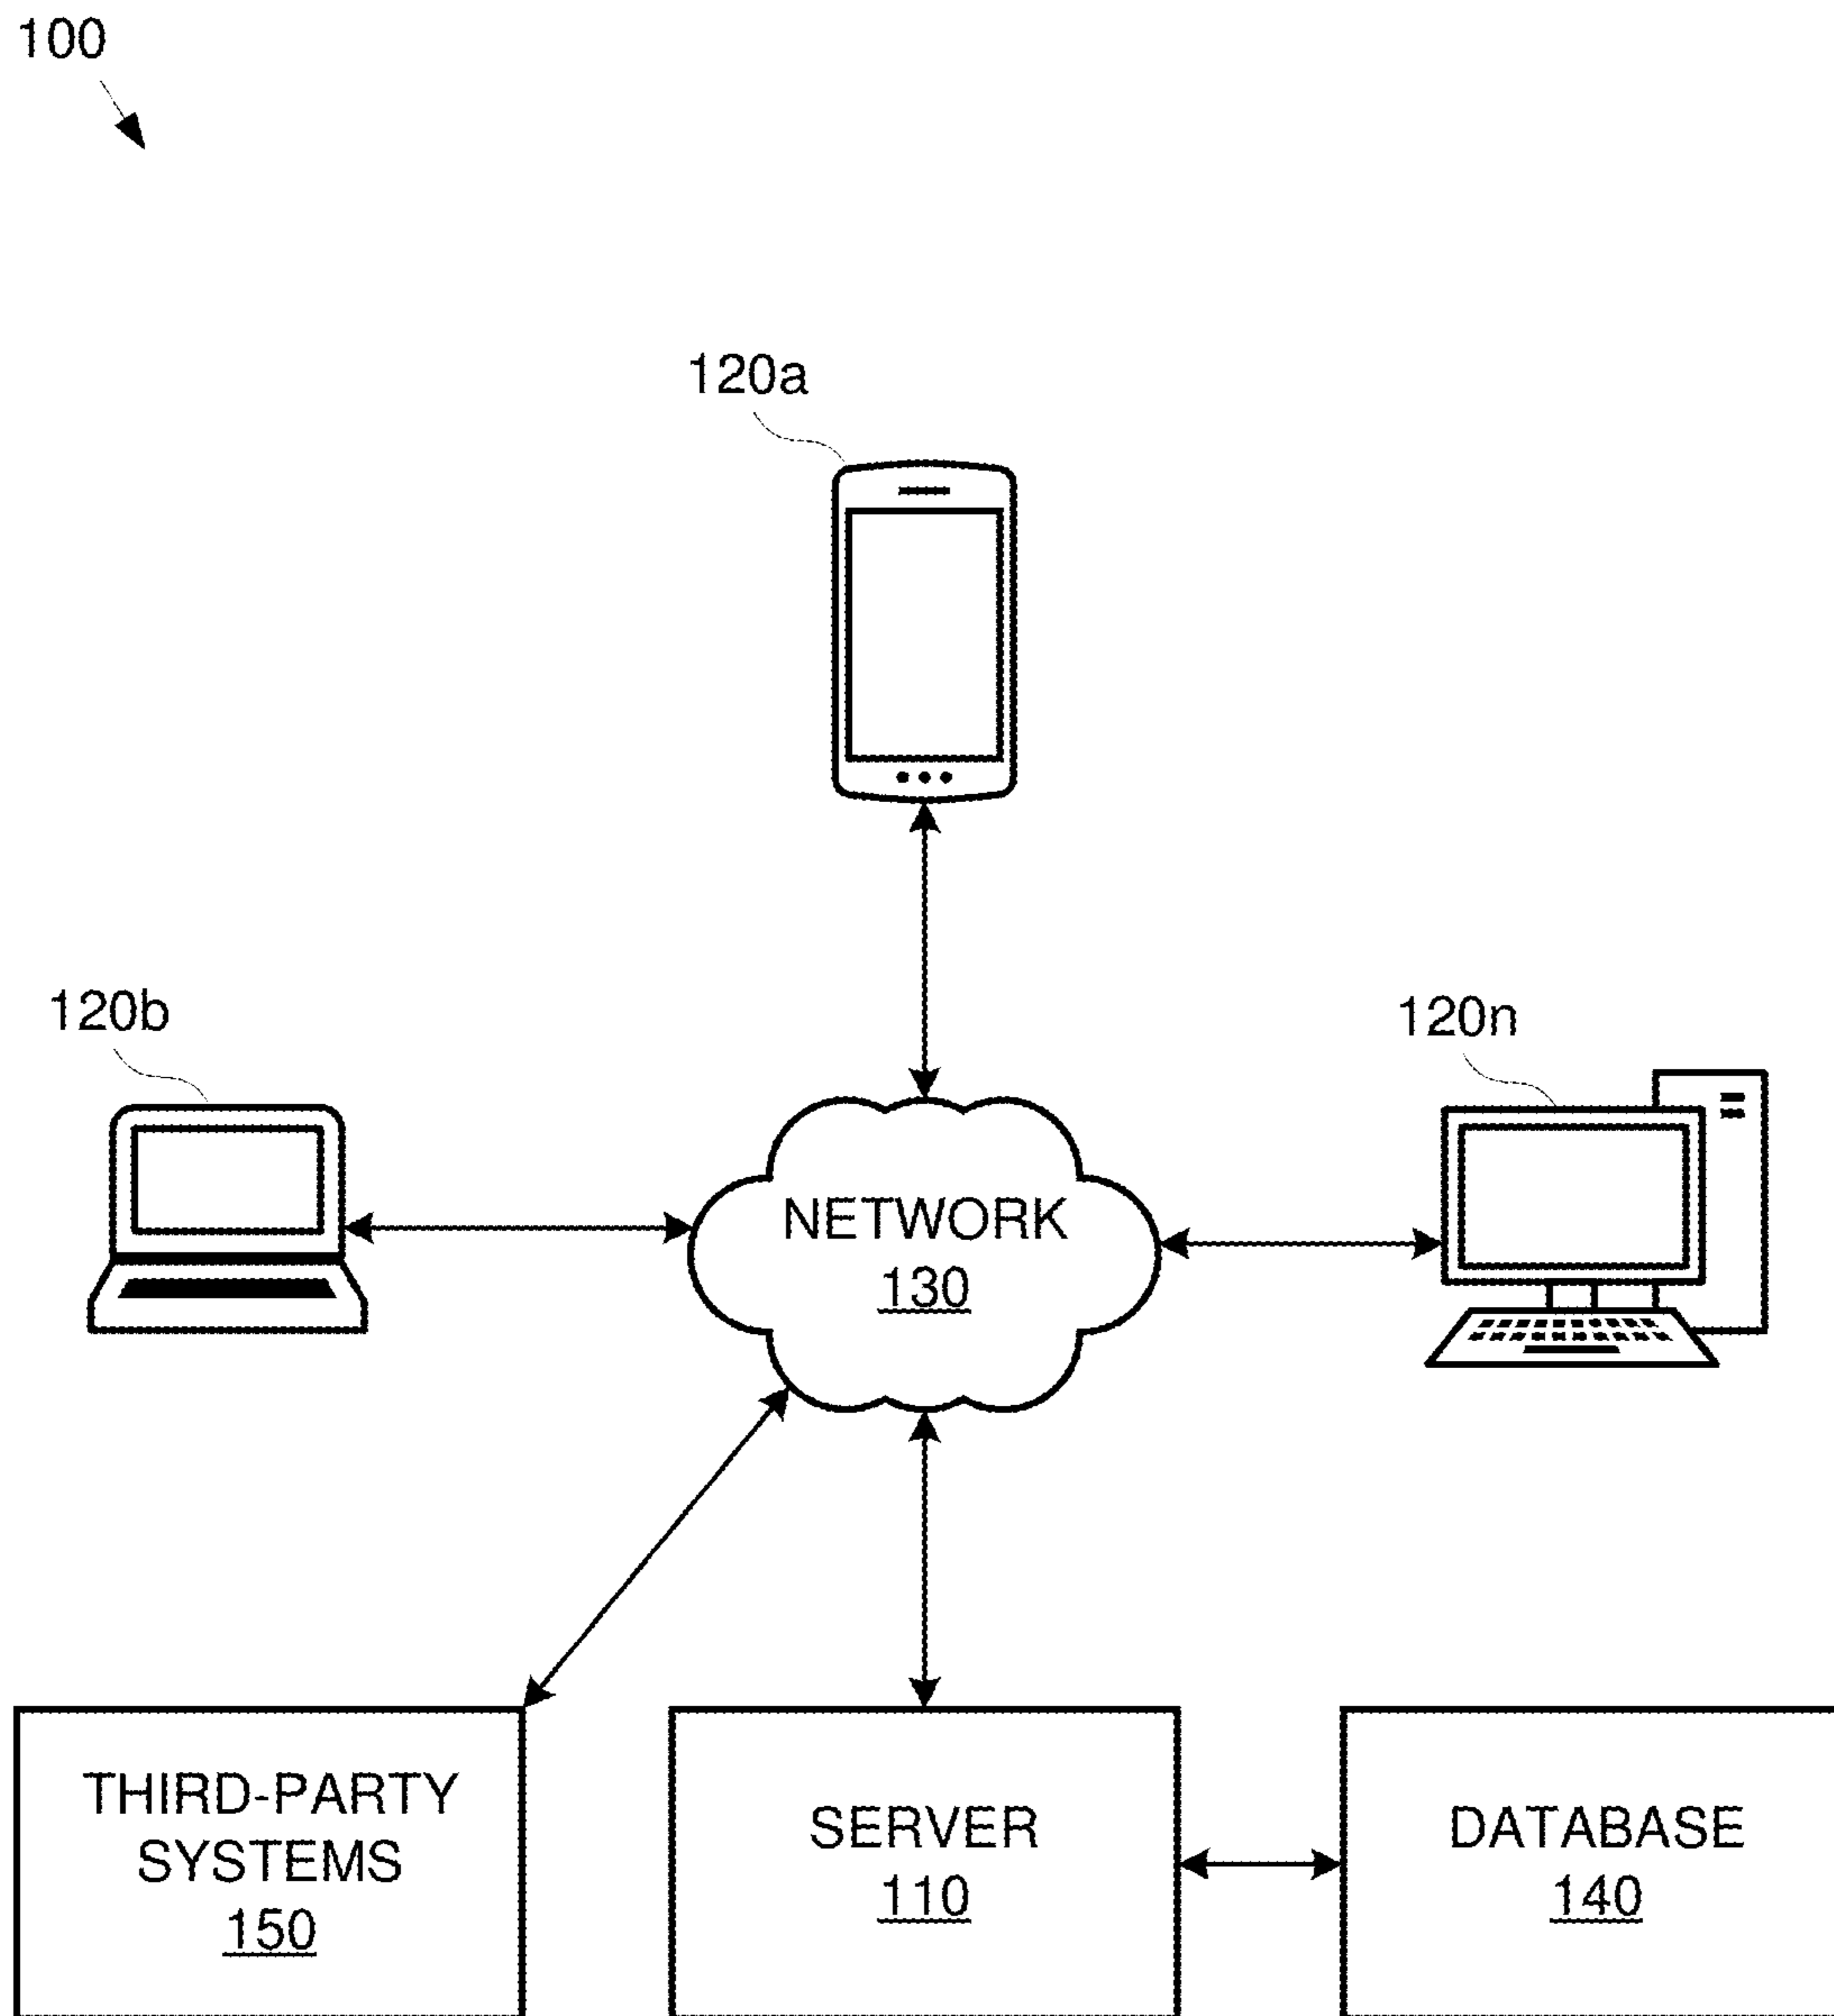 100
120a
120b
120n
NETWORK
130
THIRD-PARTY
SYSTEMS
150
SERVER
110
DATABASE
140